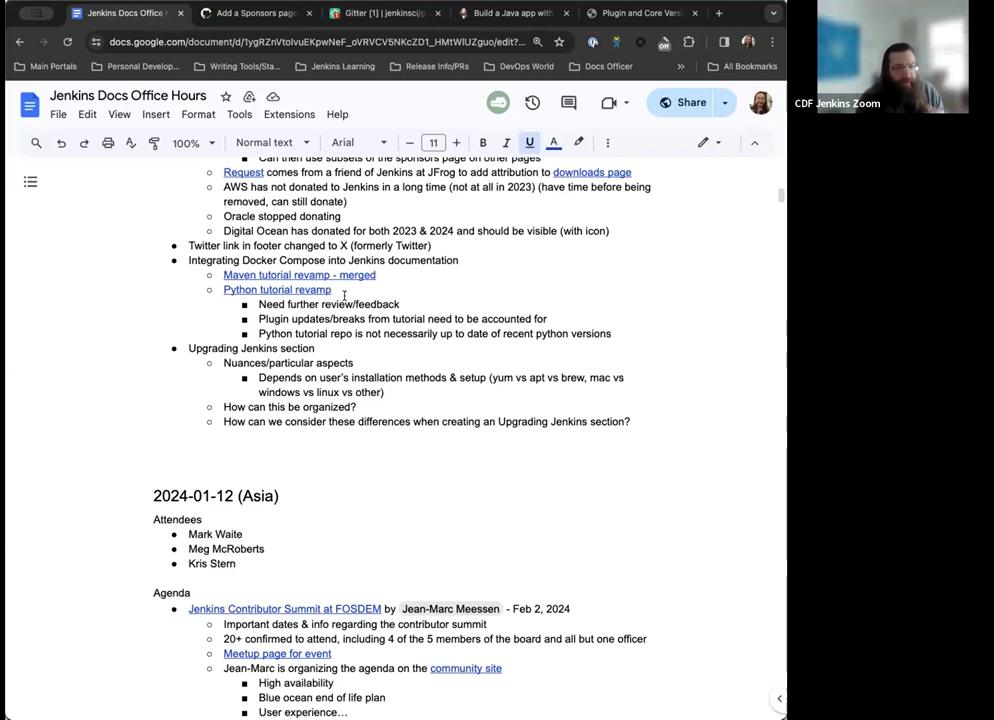 Jenkins Docs Office Hours
Add a Sponsors page
Gitter [1] | jenkinsci/g
Build a Java app with
Plugin and Core Vers
docs.google.com/document/d/1ygRZnVtoIvuEKpwNeF_oVRVCV5NKcZD1_HMtWlUZguo/edit?...
Off
Main Portals
Personal Develop...
Writing Tools/Sta...
Jenkins Learning
Release Info/PRs
DevOps World
Docs Officer
»
All Bookmarks
CDF Jenkins Zoom
Jenkins Docs Office Hours
File Edit View Insert Format Tools Extensions Help
Share
100% Normal text Arial 11 B I U A
Can then use subsets of the sponsors page on other pages
Request comes from a friend of Jenkins at JFrog to add attribution to downloads page
AWS has not donated to Jenkins in a long time (not at all in 2023) (have time before being
removed, can still donate)
Oracle stopped donating
Digital Ocean has donated for both 2023 & 2024 and should be visible (with icon)
Twitter link in footer changed to X (formerly Twitter)
Integrating Docker Compose into Jenkins documentation
Maven tutorial revamp - merged
Python tutorial revamp
Need further review/feedback
Plugin updates/breaks from tutorial need to be accounted for
Python tutorial repo is not necessarily up to date of recent python versions
Upgrading Jenkins section
Nuances/particular aspects
Depends on user's installation methods & setup (yum vs apt vs brew, mac vs
windows vs linux vs other)
How can this be organized?
How can we consider these differences when creating an Upgrading Jenkins section?
2024-01-12 (Asia)
Attendees
Mark Waite
Meg McRoberts
Kris Stern
Agenda
Jenkins Contributor Summit at FOSDEM by Jean-Marc Meessen - Feb 2, 2024
Important dates & info regarding the contributor summit
20+ confirmed to attend, including 4 of the 5 members of the board and all but one officer
Meetup page for event
Jean-Marc is organizing the agenda on the community site
High availability
Blue ocean end of life plan
User experience…